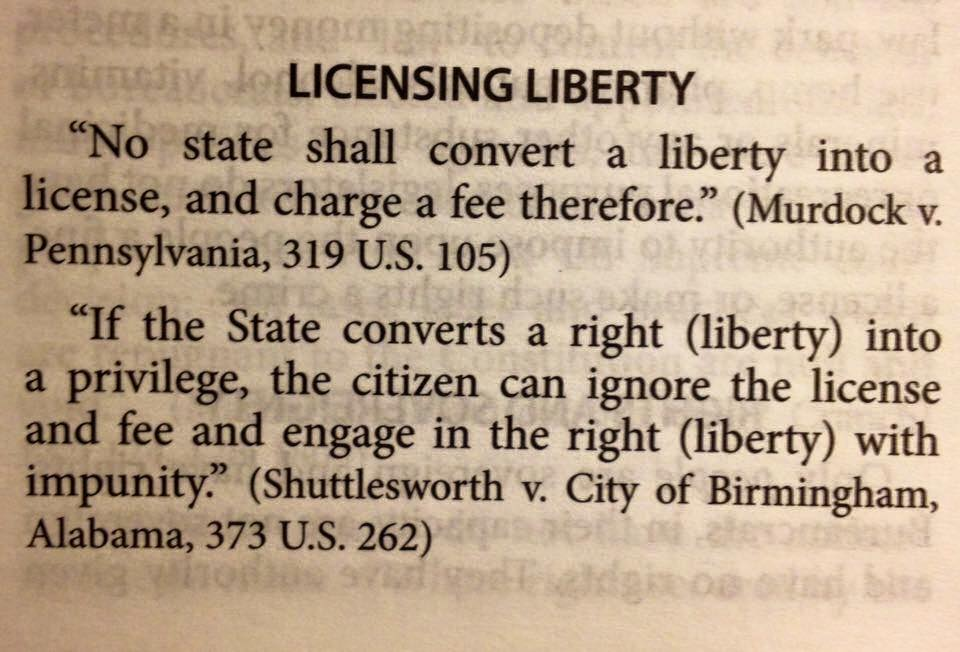 LICENSING LIBERTY
“No state shall convert a liberty into a
license, and charge a fee therefore.” (Murdock v.
Pennsylvania, 319 U.S. 105)
“If the State converts a right (liberty) into
a privilege, the citizen can ignore the license
and fee and engage in the right (liberty) with
impunity.” (Shuttlesworth v. City of Birmingham,
Alabama, 373 U.S. 262)